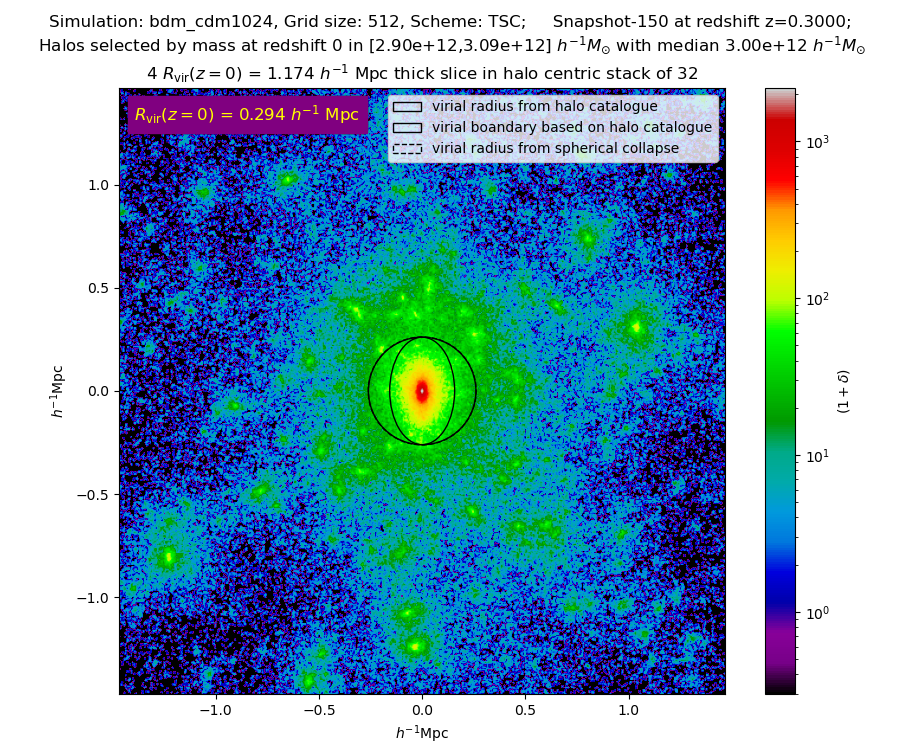 Simulation: bdm_cdm1024, Grid size: 512, Scheme: TSC;     Snapshot-150 at redshift z=0.3000;
Halos selected by mass at redshift 0 in [2.90e+12,3.09e+12] $h^{-1}M_{\odot}$ with median 3.00e+12 $h^{-1}M_{\odot}$
4 $R_{\mathrm{vir}}(z=0)$ = 1.174 $h^{-1}$ Mpc thick slice in halo centric stack of 32
$R_{\mathrm{vir}}(z=0)$ = 0.294 $h^{-1}$ Mpc
virial radius from halo catalogue
virial boundary based on halo catalogue
virial radius from spherical collapse
1.0
0.5
0.0
−0.5
−1.0
$h^{-1}$Mpc
−1.0
−0.5
0.0
0.5
1.0
$h^{-1}$Mpc
$10^3$
$10^2$
$10^1$
$10^0$
$(1+\delta)$